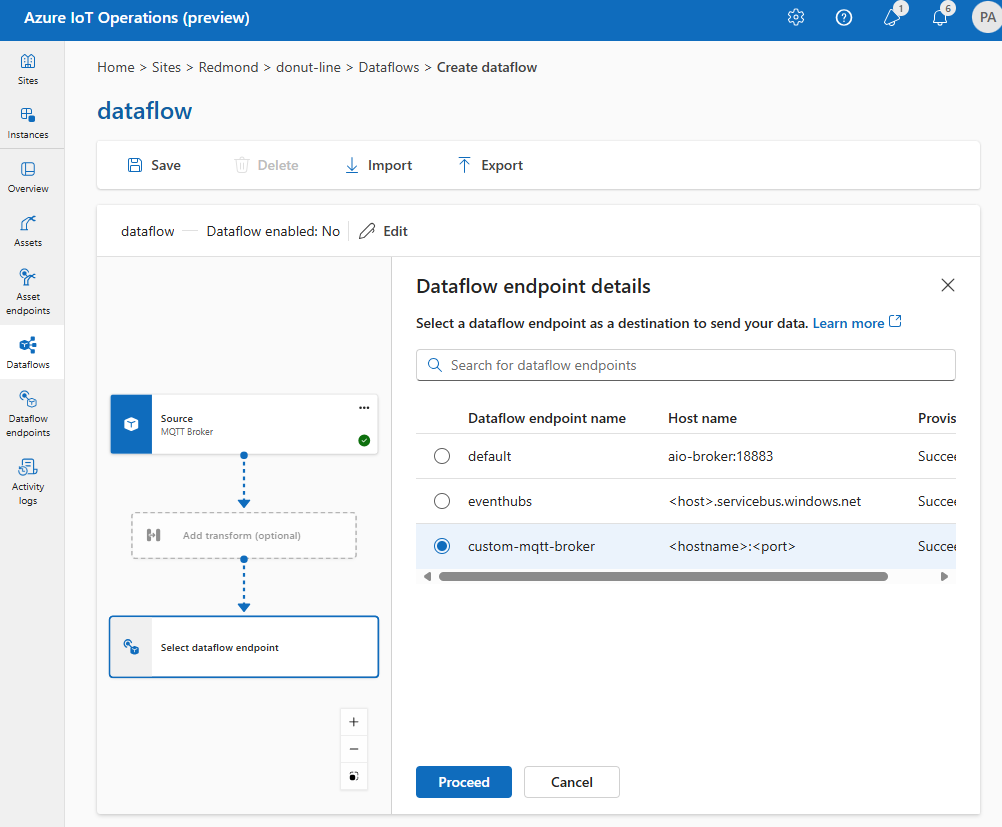 Azure IoT Operations (preview)
1
6
PA
Sites
Instances
Overview
Assets
Asset
endpoints
Dataflows
Dataflow
endpoints
Activity
logs
Home > Sites > Redmond > donut-line > Dataflows > Create dataflow
dataflow
Save Delete Import Export
dataflow Dataflow enabled: No Edit
Source
MQTT Broker
Add transform (optional)
Select dataflow endpoint
Dataflow endpoint details
Select a dataflow endpoint as a destination to send your data. Learn more
Search for dataflow endpoints
Dataflow endpoint name Host name Provis
default aio-broker:18883 Succee
eventhubs <host>.servicebus.windows.net Succee
custom-mqtt-broker <hostname>:<port> Succee
Proceed Cancel